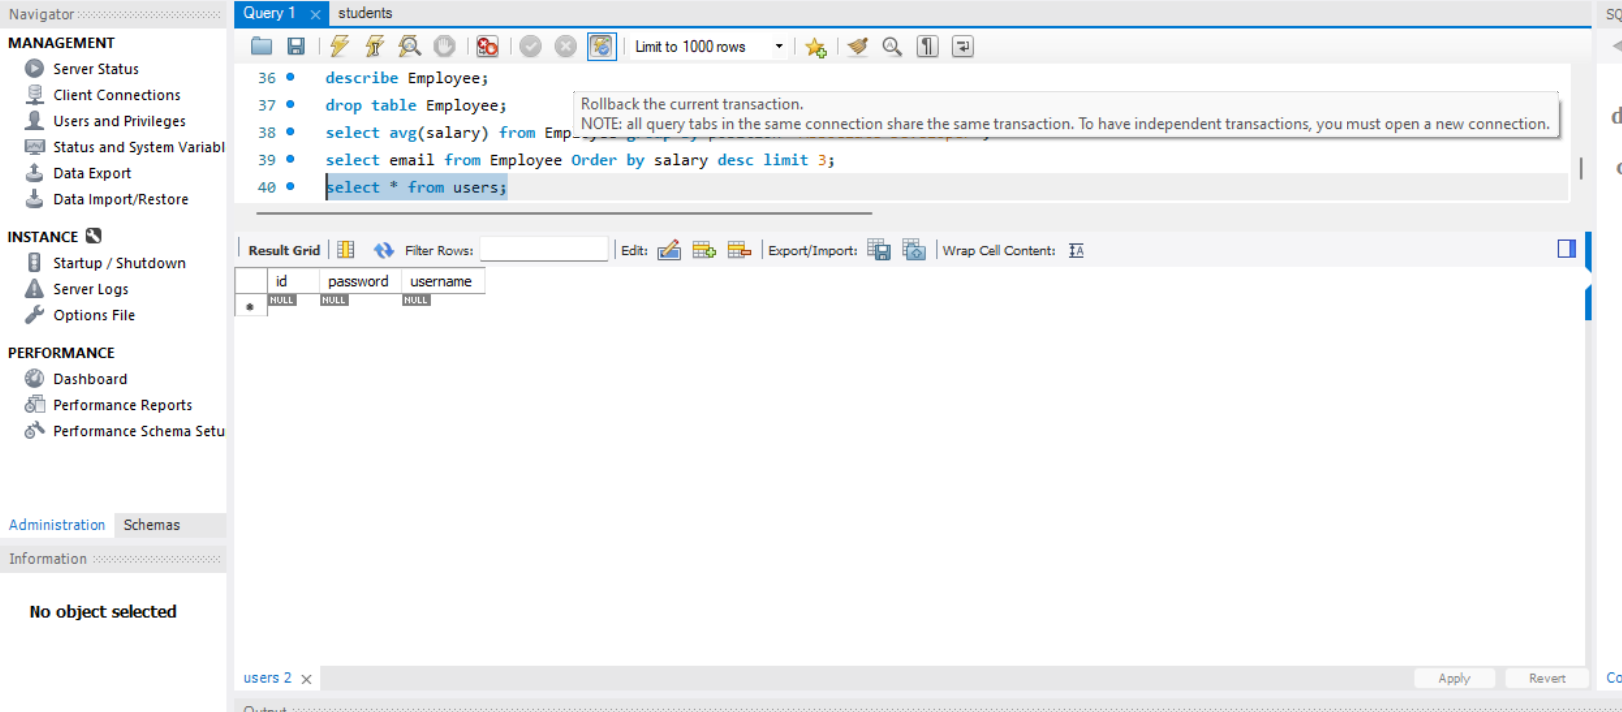 Navigator
MANAGEMENT
Server Status
Client Connections
Users and Privileges
Status and System Variabl
Data Export
Data Import/Restore
INSTANCE
Startup / Shutdown
Server Logs
Options File
PERFORMANCE
Dashboard
Performance Reports
Performance Schema Setu
Administration Schemas
Information
No object selected
Query 1 students
Limit to 1000 rows
36 describe Employee;
37 drop table Employee;
Rollback the current transaction.
NOTE: all query tabs in the same connection share the same transaction. To have independent transactions, you must open a new connection.
38 select avg(salary) from Emp
39 select email from Employee Order by salary desc limit 3;
40 select * from users;
Result Grid Filter Rows: Edit: Export/Import: Wrap Cell Content:
id password username
NULL NULL NULL
users 2 Apply Revert
Output
SQ
d
Co